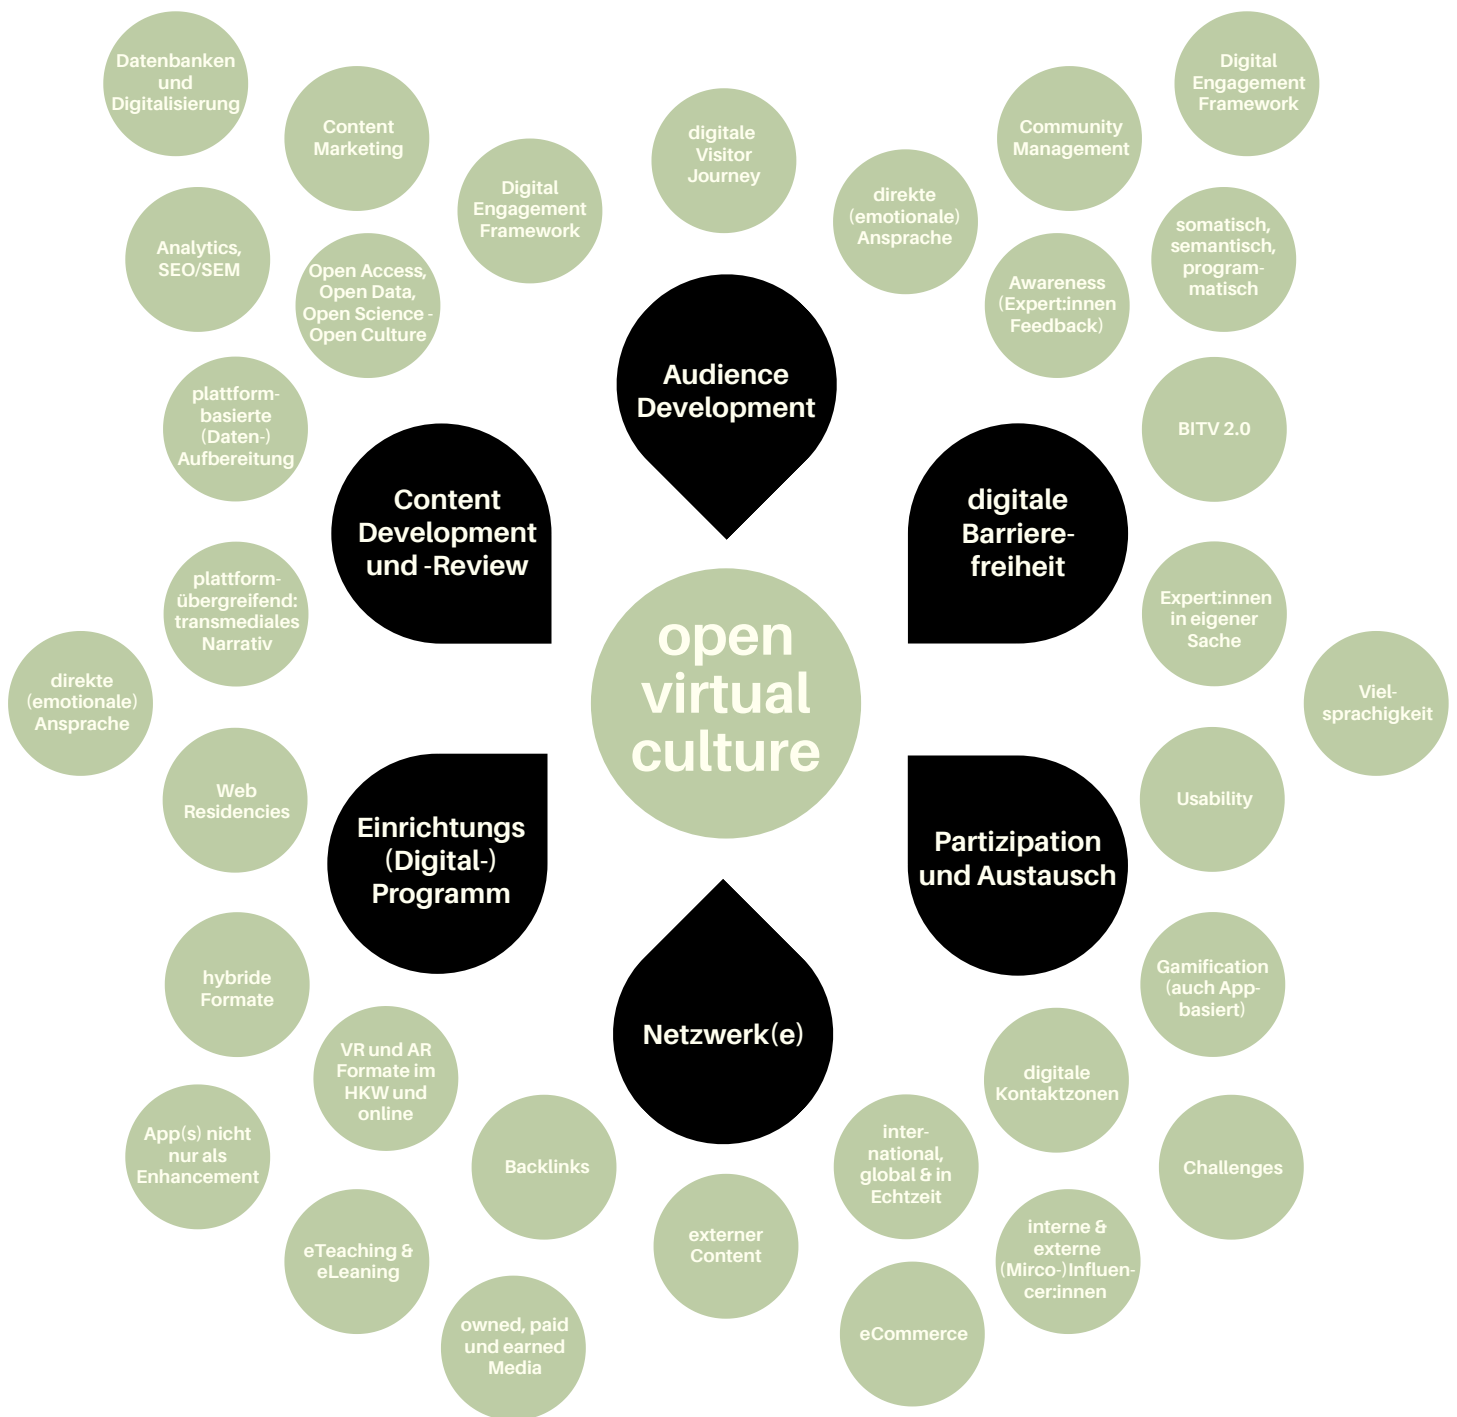 Datenbanken
und
Digitalisierung
Content
Marketing
Digital
Engagement
Framework
digitale
Visitor
Journey
direkte
(emotionale)
Ansprache
Community
Management
Digital
Engagement
Framework
Analytics,
SEO/SEM
Open Access,
Open Data,
Open Science -
Open Culture
Awareness
(Expert:innen
Feedback)
somatisch,
semantisch,
program-
matisch
plattform-
basierte
(Daten-)
Aufbereitung
Audience
Development
BITV 2.0
Content
Development
und -Review
digitale
Barriere-
freiheit
plattform-
übergreifend:
transmediales
Narrativ
open
virtual
culture
Expert:innen
in eigener
Sache
direkte
(emotionale)
Ansprache
Viel-
sprachigkeit
Web
Residencies
Usability
Einrichtungs
(Digital-)
Programm
Partizipation
und Austausch
hybride
Formate
Netzwerk(e)
Gamification
(auch App-
basiert)
VR und AR
Formate im
HKW und
online
digitale
Kontaktzonen
App(s) nicht
nur als
Enhancement
Backlinks
inter-
national,
global & in
Echtzeit
Challenges
eTeaching &
eLeaning
externer
Content
interne &
externe
(Mirco-)Influen-
cer:innen
owned, paid
und earned
Media
eCommerce